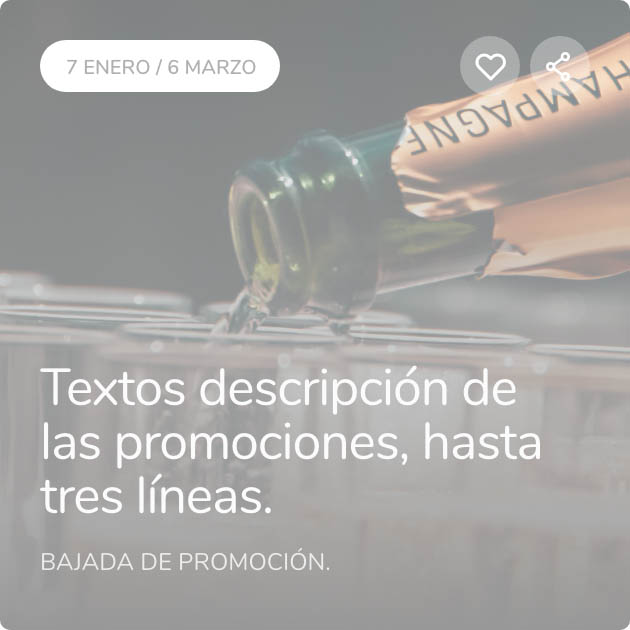 7 ENERO / 6 MARZO
CHAMPAGNE
Textos descripción de
las promociones, hasta
tres líneas.
BAJADA DE PROMOCIÓN.